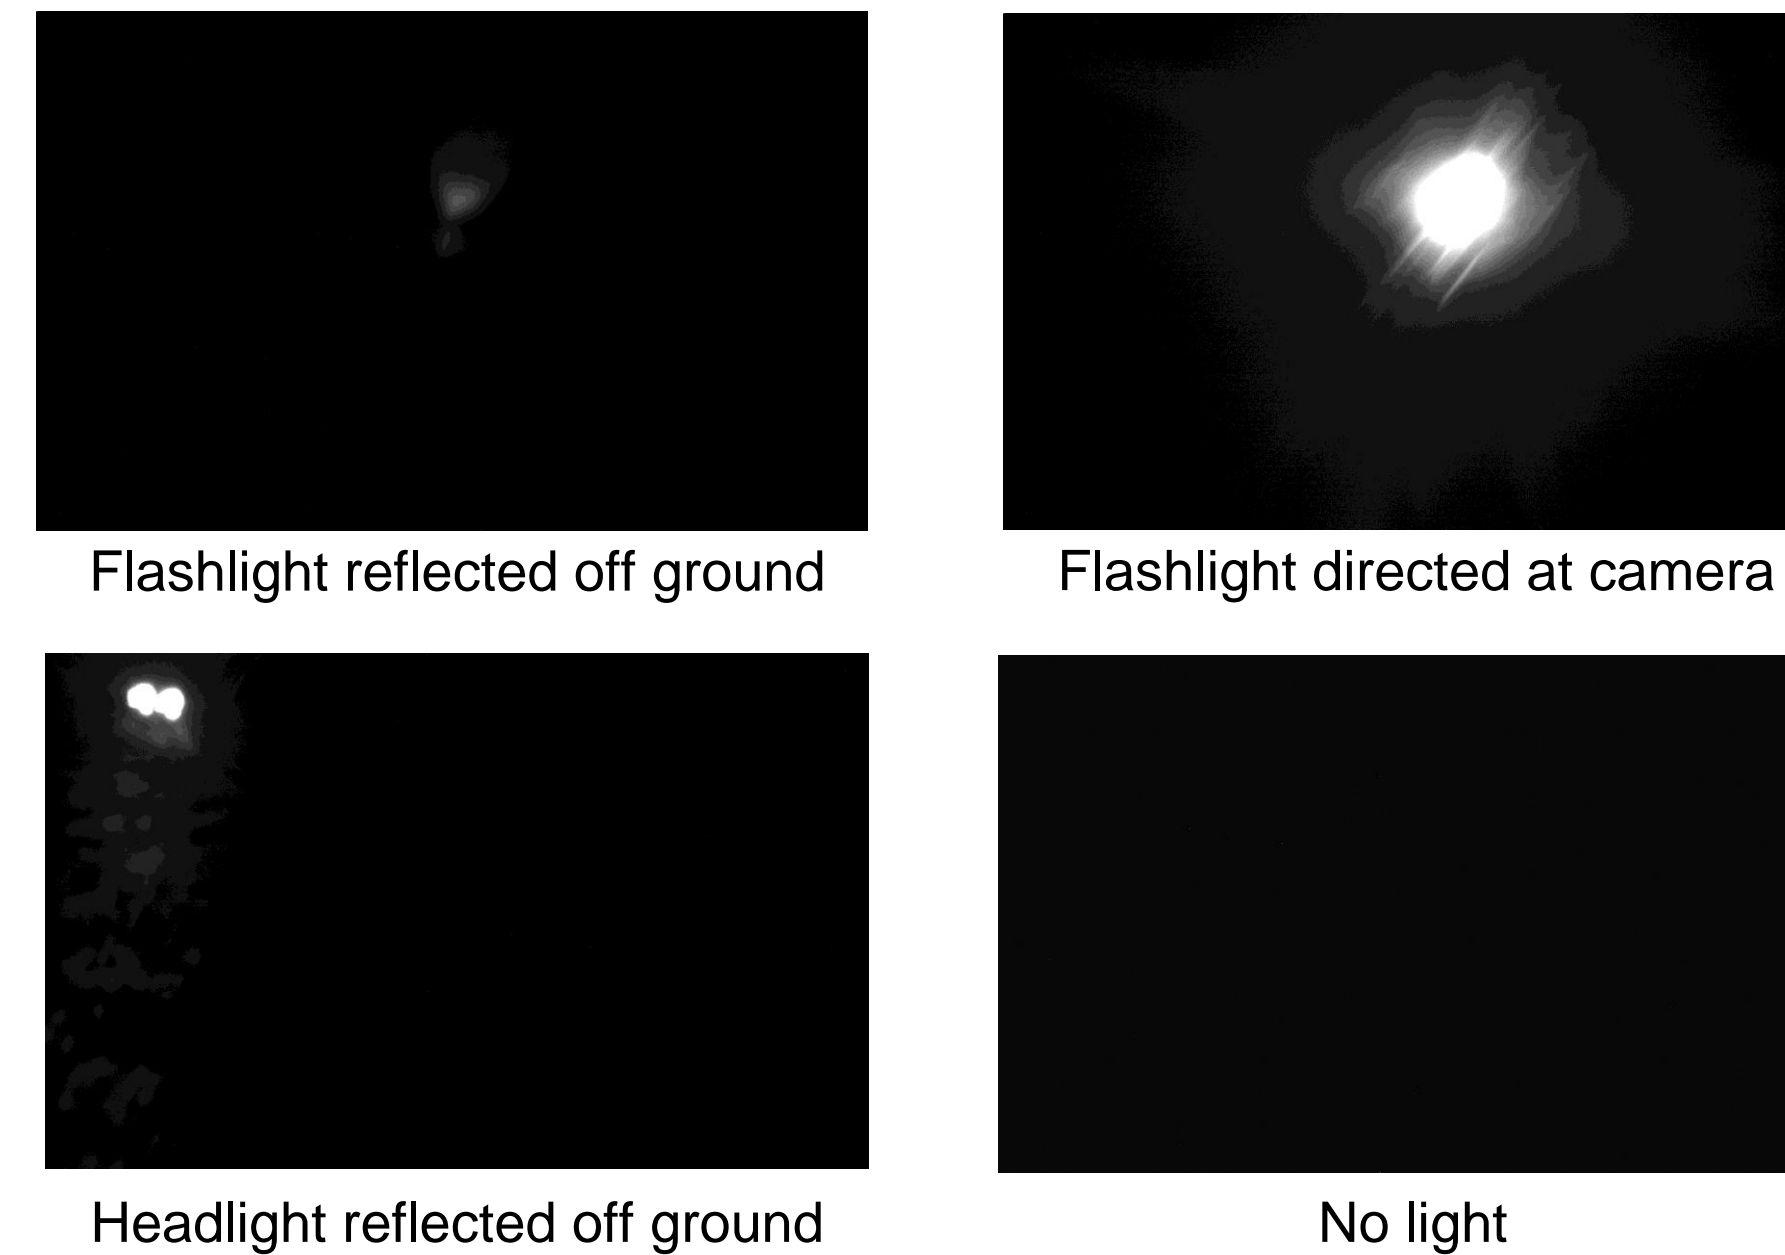 Flashlight reflected off ground
Flashlight directed at camera
Headlight reflected off ground
No light